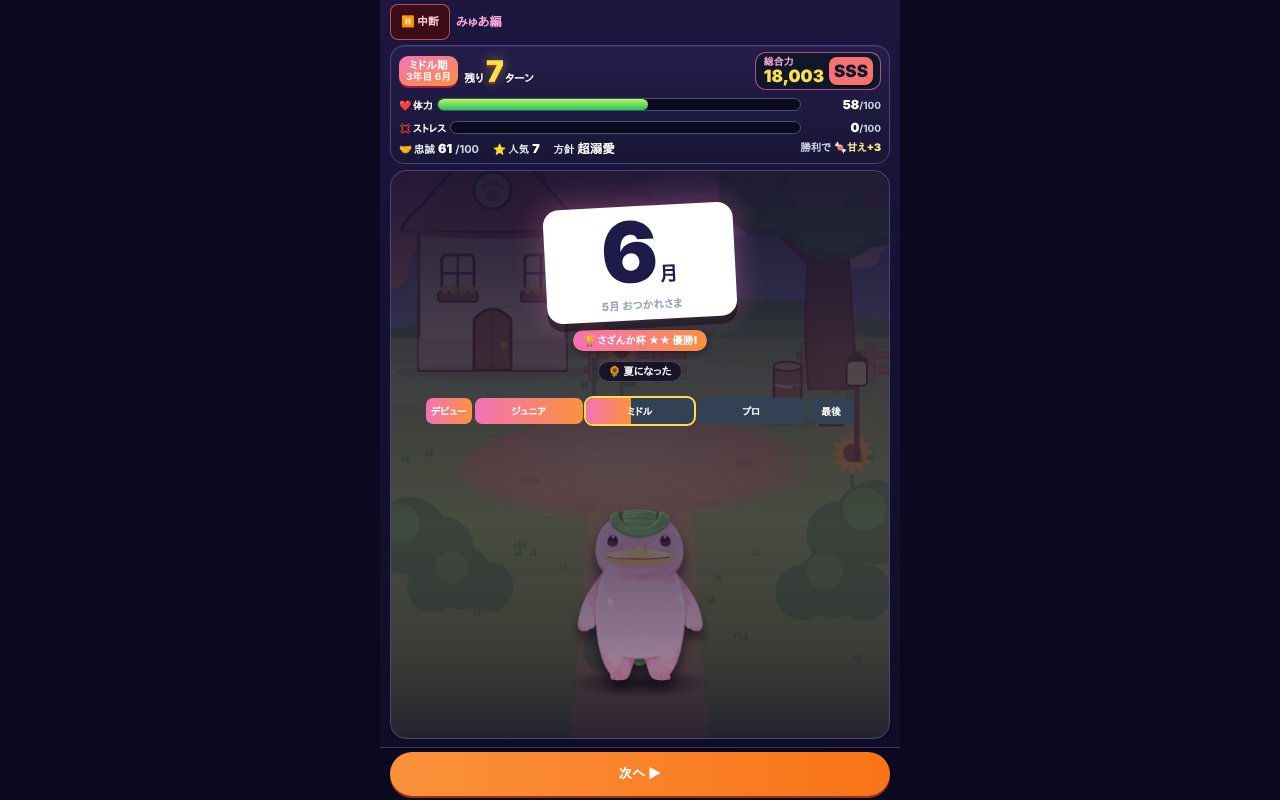 ⏸ 中断 みゅあ編
ミドル期
3年目 6月
残り7ターン
総合力
18,003 SSS
❤️体力 58/100
💢ストレス 0/100
🤝忠誠 61 /100 ⭐人気 7 方針 超溺愛 勝利で 🍬甘え+3
6月
5月 おつかれさま
🏆さざんか杯 ★★ 優勝!
🌻 夏になった
デビュー ジュニア ミドル プロ 最後
次へ ▶